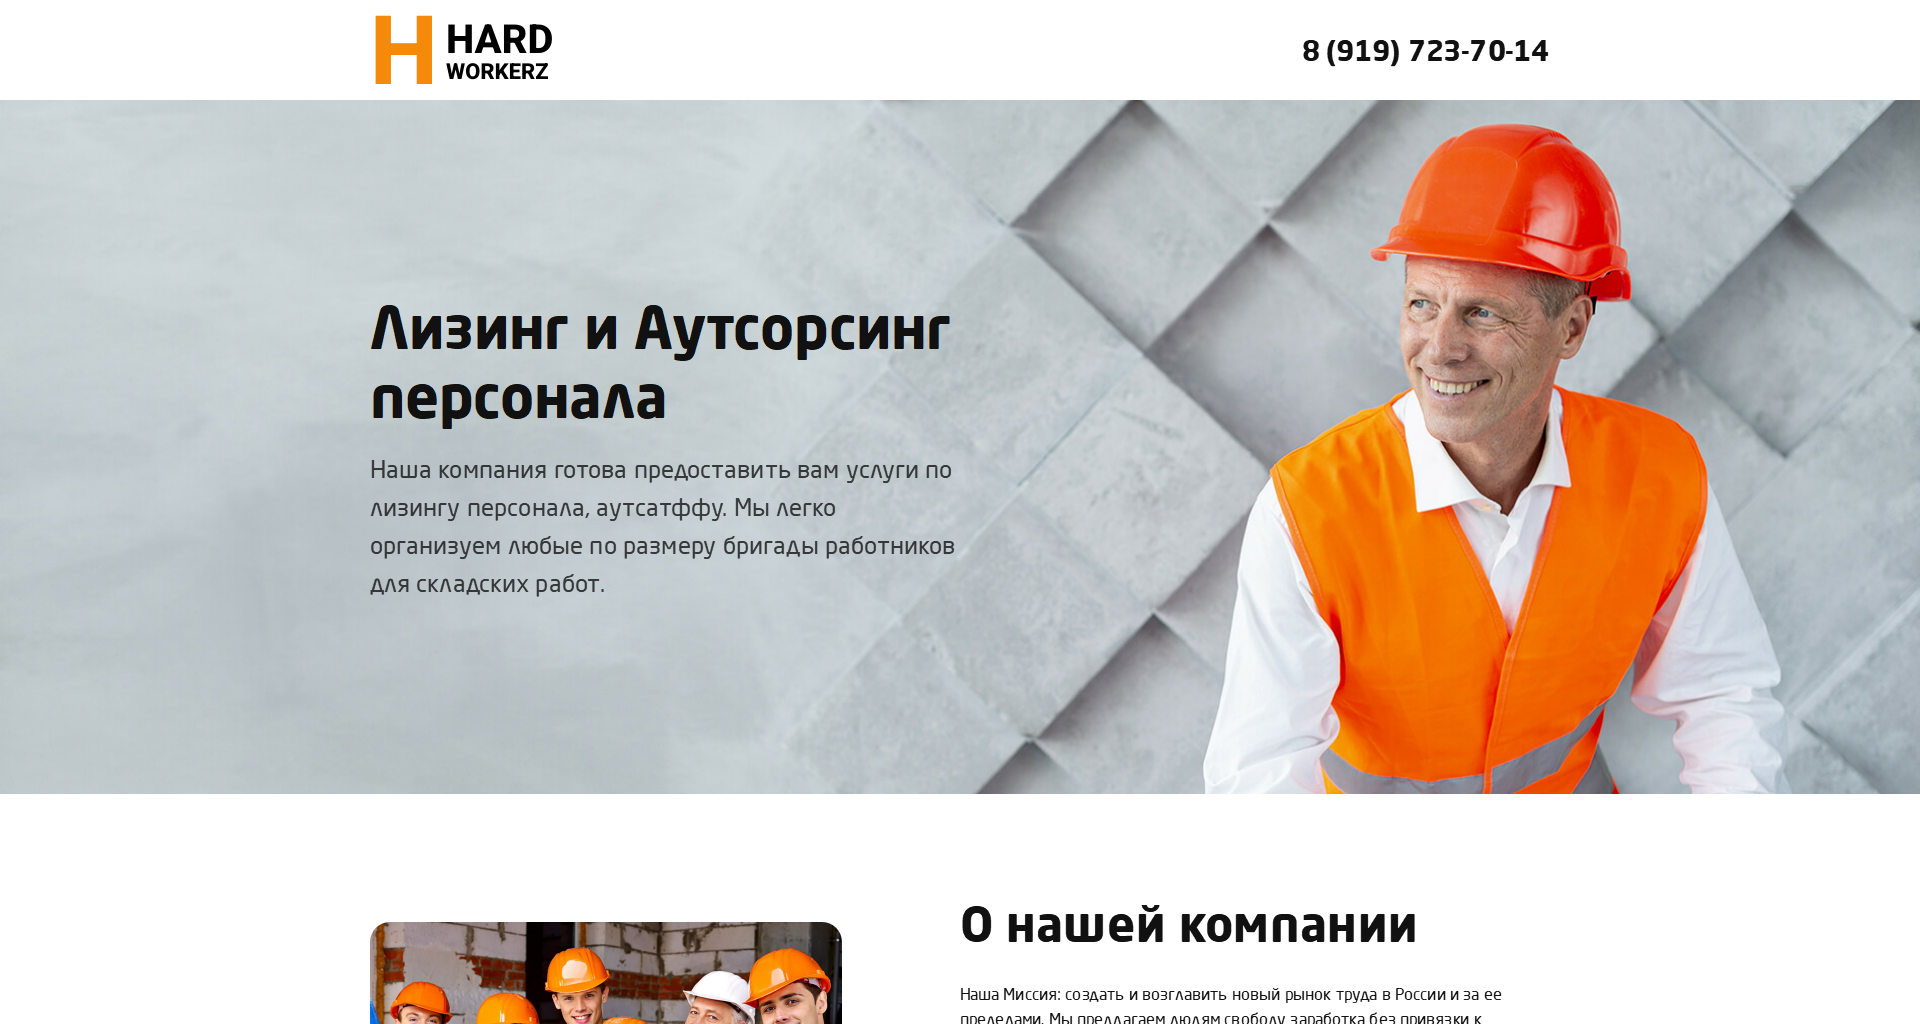 HARD
WORKERZ
8 (919) 723-70-14
Лизинг и Аутсорсинг
персонала
Наша компания готова предоставить вам услуги по
лизингу персонала, аутсатффу. Мы легко
организуем любые по размеру бригады работников
для складских работ.
О нашей компании
Наша Миссия: создать и возглавить новый рынок труда в России и за ее
пределами. Мы предлагаем людям свободу заработка без привязки к